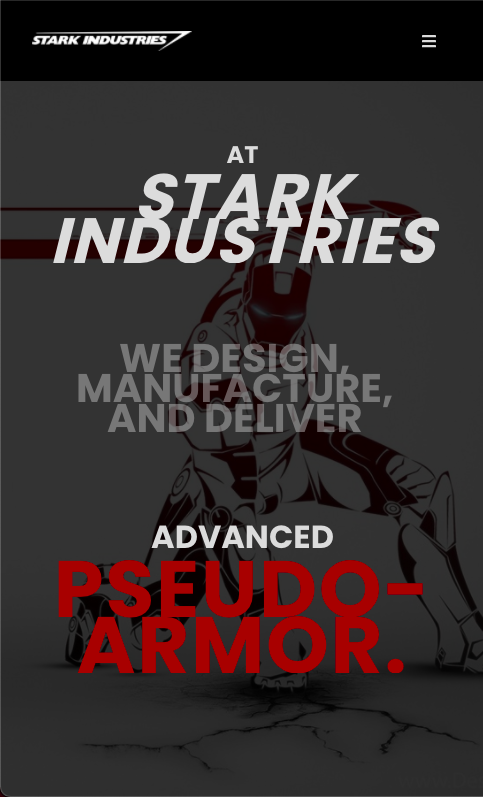 STARK INDUSTRIES
AT
STARK
INDUSTRIES
WE DESIGN,
MANUFACTURE,
AND DELIVER
ADVANCED
PSEUDO-
ARMOR.